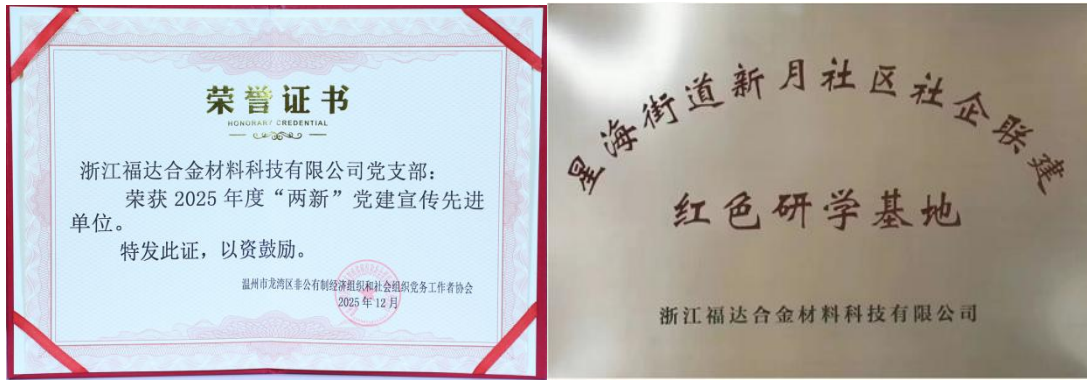 荣誉证书
HONORARY CREDENTIAL
浙江福达合金材料科技有限公司党支部：
荣获 2025 年度“两新”党建宣传先进
单位。
特发此证，以资鼓励。
温州市龙湾区非公有制经济组织和社会组织党务工作者协会
2025 年 12 月
星海街道新月社区社企联建
红色研学基地
浙江福达合金材料科技有限公司